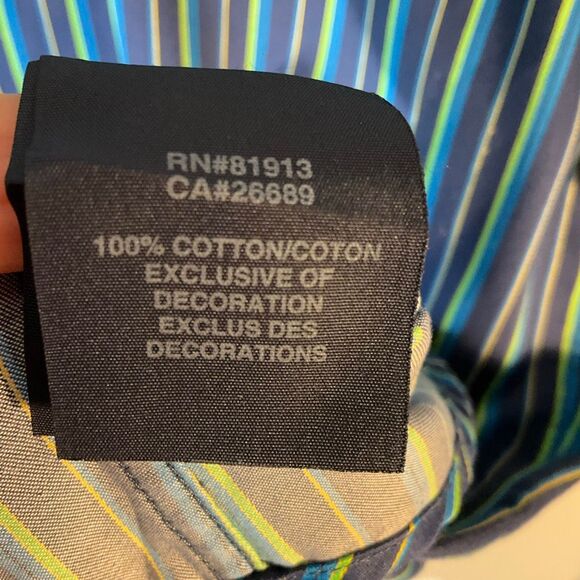 RN#81913
CA#26689
100% COTTON/COTON
EXCLUSIVE OF
DECORATION
EXCLUS DES
DECORATIONS